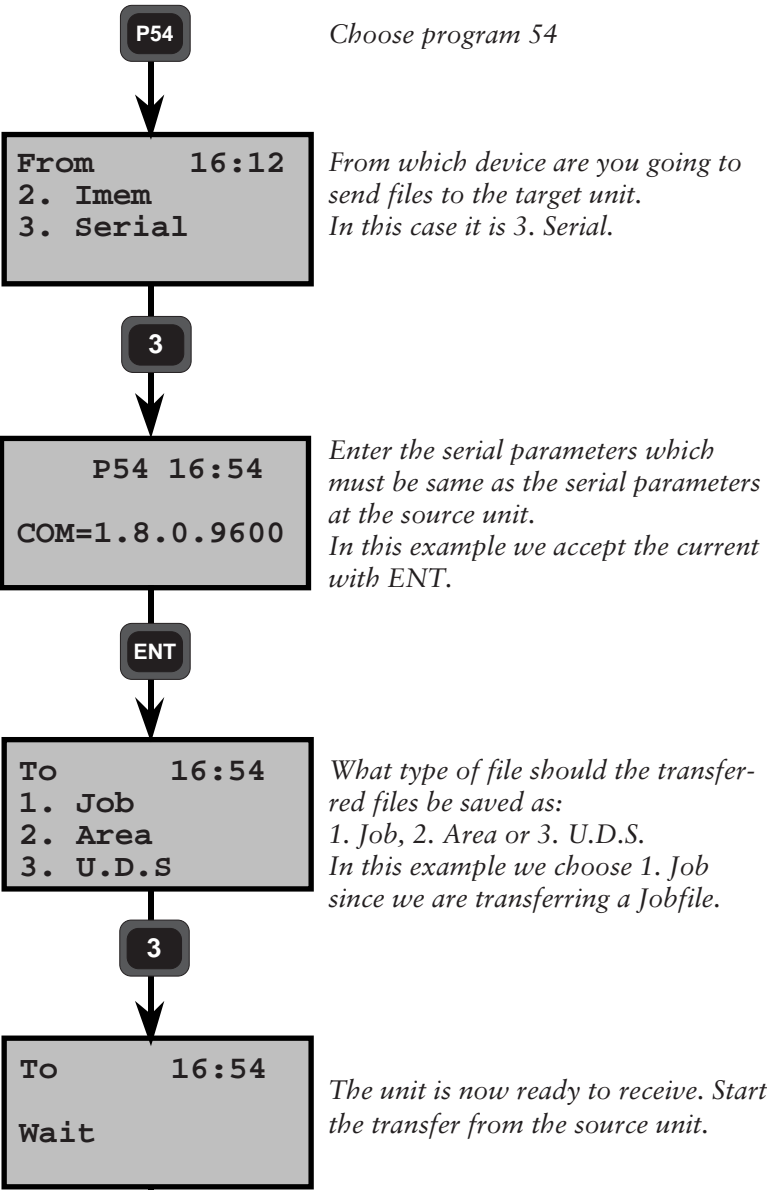 P54
Choose program 54
From 16:12
2. Imem
3. Serial
From which device are you going to
send files to the target unit.
In this case it is 3. Serial.
3
P54 16:54
COM=1.8.0.9600
Enter the serial parameters which
must be same as the serial parameters
at the source unit.
In this example we accept the current
with ENT.
ENT
To 16:54
1. Job
2. Area
3. U.D.S
What type of file should the transfer-
red files be saved as:
1. Job, 2. Area or 3. U.D.S.
In this example we choose 1. Job
since we are transferring a Jobfile.
3
To 16:54
Wait
The unit is now ready to receive. Start
the transfer from the source unit.